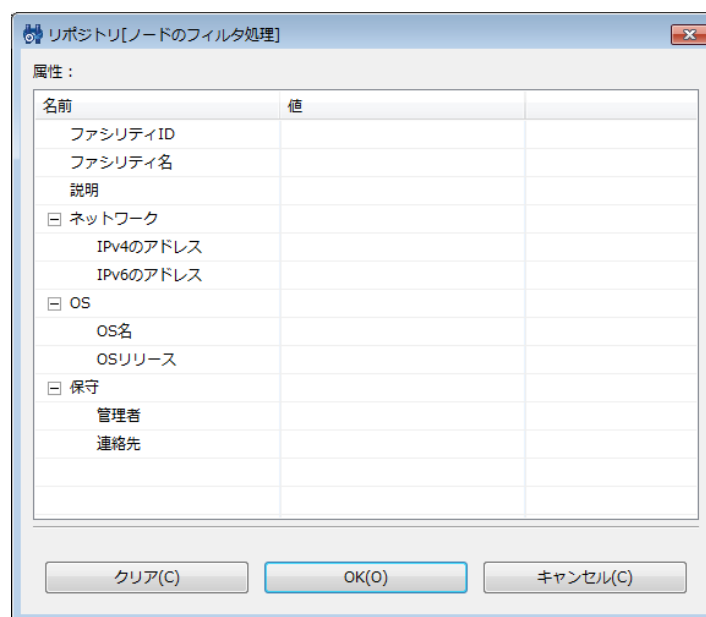 リポジトリ[ノードのフィルタ処理]
属性：
名前 値
ファシリティID
ファシリティ名
説明
ネットワーク
IPv4のアドレス
IPv6のアドレス
OS
OS名
OSリリース
保守
管理者
連絡先
クリア(C) OK(O) キャンセル(C)